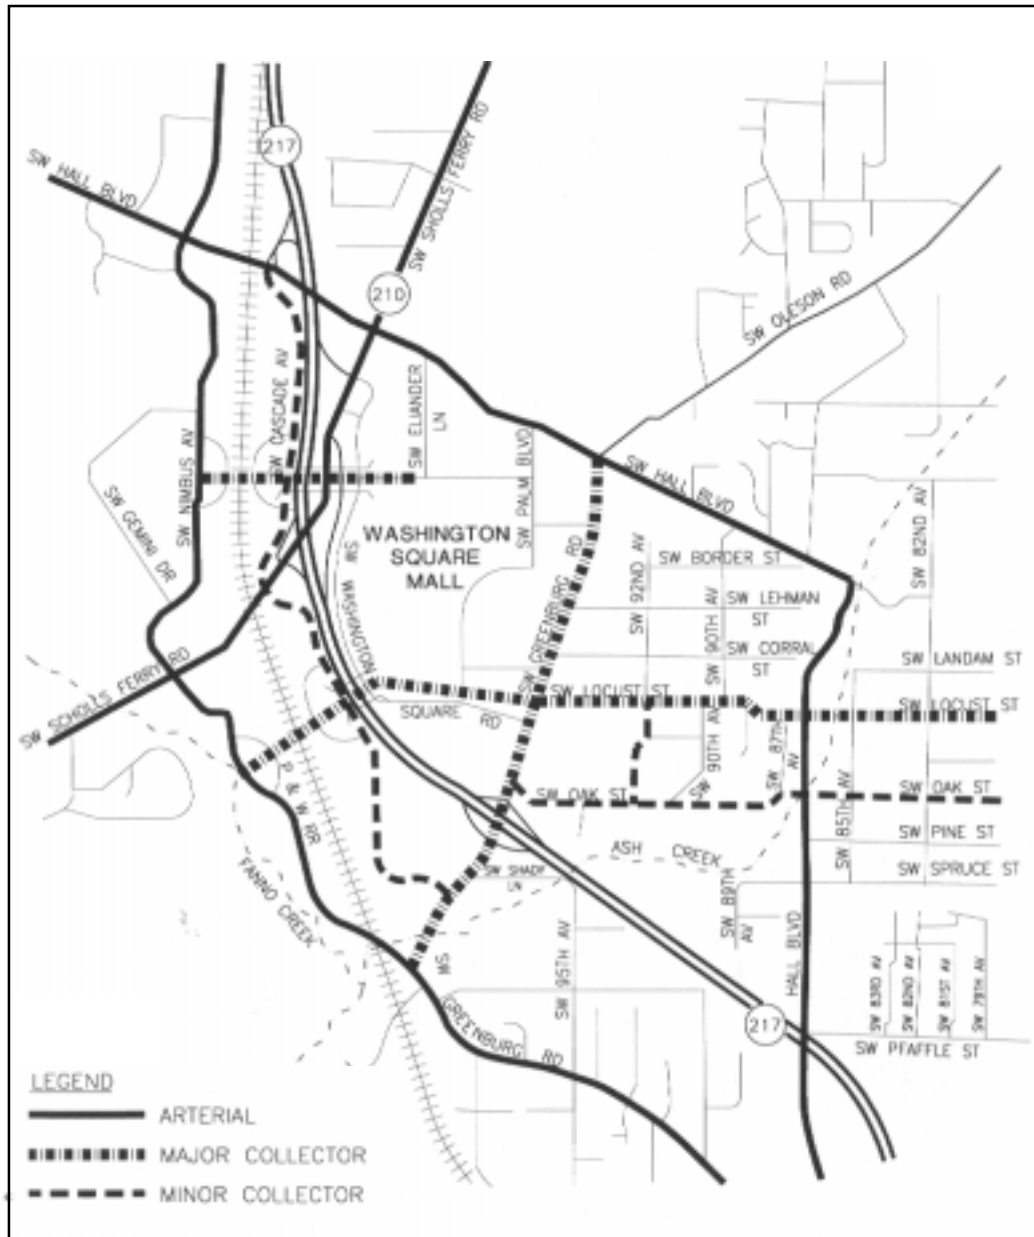 217
SW HALL BLVD
SW SHOLLS FERRY RD
210
SW OLESON RD
SW CASCADE AV
SW ELIANDER
LN
SW NIMBUS AV
SW PALM BLVD
SW HALL BLVD
SW GEMINI DR
SW 82ND AV
WASHINGTON
SQUARE
MALL
SW WASHINGTON
SQUARE RD
SW GREENBURG RD
SW 92ND AV
SW BORDER ST
SW 90TH AV
SW LEHMAN
ST
SW CORRAL
ST
SW LANDAM ST
SW SCHOLLS FERRY RD
SW LOCUST ST
SW LOCUST ST
SW 90TH AV
SW 87TH
AV
P & W RR
SW OAK ST
SW OAK ST
SW 85TH AV
SW PINE ST
ASH CREEK
SW SPRUCE ST
FANNO CREEK
SW SHADY
LN
SW 89TH
AV
SW 95TH AV
HALL BLVD
SW 83RD AV
SW 82ND AV
SW 81ST AV
SW 79TH AV
SW GREENBURG RD
217
SW PFAFFLE ST
LEGEND
ARTERIAL
MAJOR COLLECTOR
MINOR COLLECTOR